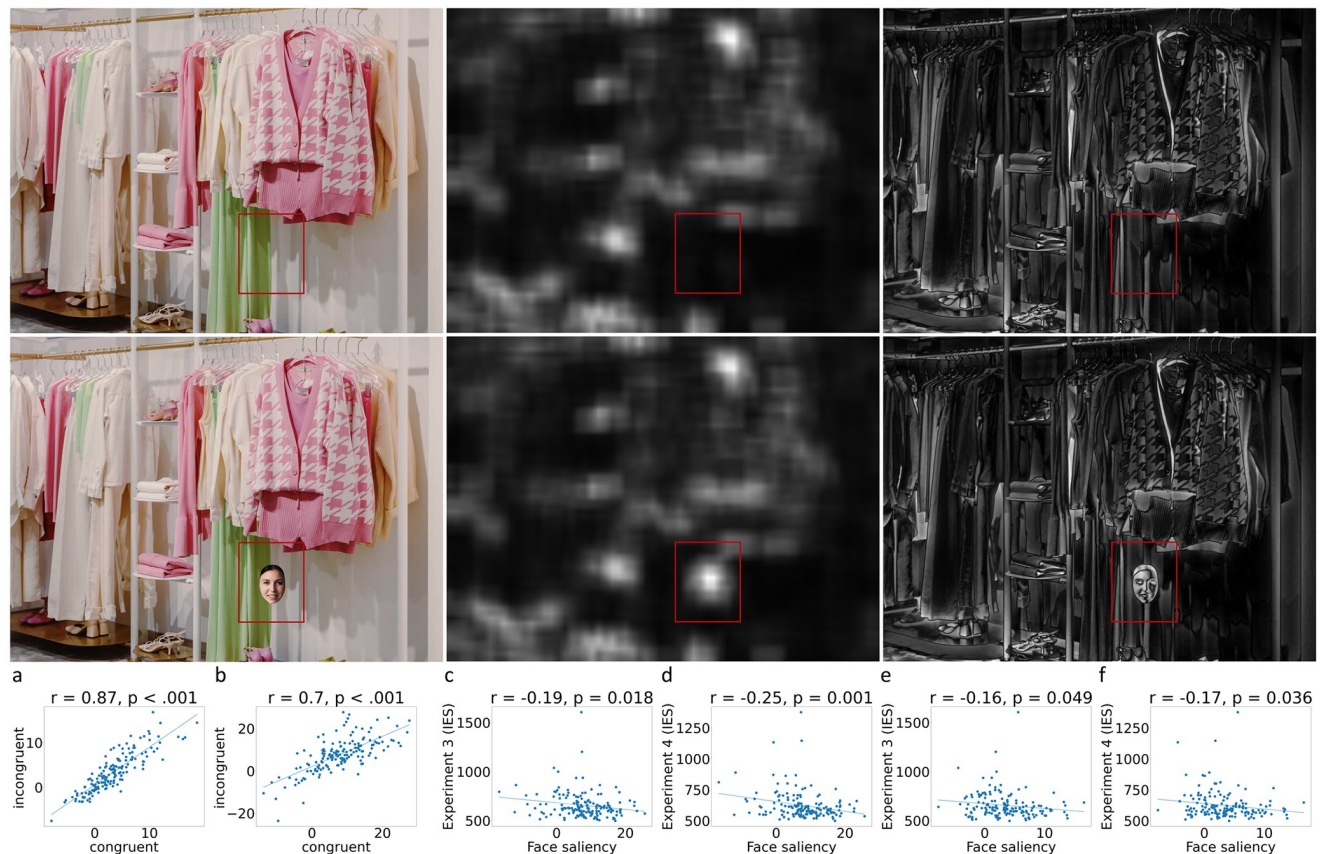 a
b
c
d
e
f
r = 0.87, p < .001
r = 0.7, p < .001
r = -0.19, p = 0.018
r = -0.25, p = 0.001
r = -0.16, p = 0.049
r = -0.17, p = 0.036
incongruent
10
0
0
10
congruent
incongruent
20
0
−20
0
20
congruent
Experiment 3 (IES)
1500
1000
500
0
20
Face saliency
Experiment 4 (IES)
1250
1000
750
500
0
20
Face saliency
Experiment 3 (IES)
1500
1000
500
0
10
Face saliency
Experiment 4 (IES)
1250
1000
750
500
0
10
Face saliency